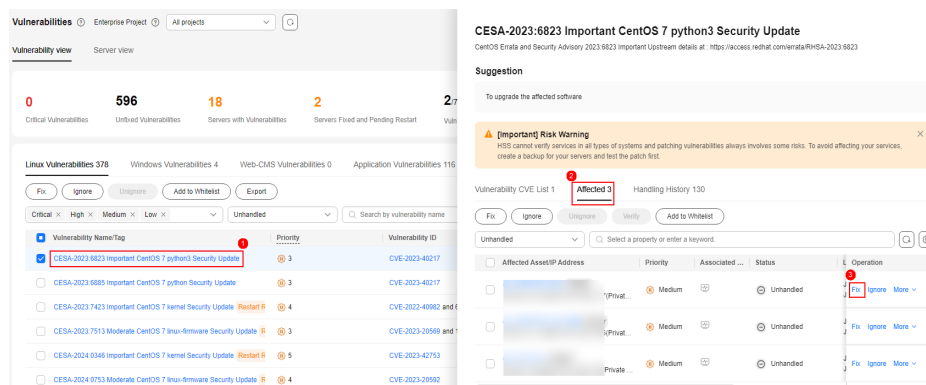 Vulnerabilities
Enterprise Project
All projects
Vulnerability view
Server view
0
596
18
2
2/7
Critical Vulnerabilities
Unfixed Vulnerabilities
Servers with Vulnerabilities
Servers Fixed and Pending Restart
Vuln
Linux Vulnerabilities 378
Windows Vulnerabilities 4
Web-CMS Vulnerabilities 0
Application Vulnerabilities 116
Fix
Ignore
Unignore
Add to Whitelist
Export
Critical × High × Medium × Low ×
Unhandled
Search by vulnerability name
Vulnerability Name/Tag
1
Priority
Vulnerability ID
CESA-2023:6823 Important CentOS 7 python3 Security Update
3
CVE-2023-40217
CESA-2023:6885 Important CentOS 7 python Security Update
3
CVE-2023-40217
CESA-2023:7423 Important CentOS 7 kernel Security Update Restart R
4
CVE-2022-40982 and 6
CESA-2023:7513 Moderate CentOS 7 linux-firmware Security Update R
3
CVE-2023-20569 and 1
CESA-2024:0346 Important CentOS 7 kernel Security Update Restart R
5
CVE-2023-42753
CESA-2024:0753 Moderate CentOS 7 linux-firmware Security Update R
4
CVE-2023-20592
CESA-2023:6823 Important CentOS 7 python3 Security Update
CentOS Errata and Security Advisory 2023:6823 Important Upstream details at : https://access.redhat.com/errata/RHSA-2023:6823
Suggestion
To upgrade the affected software
[Important] Risk Warning
HSS cannot verify services in all types of systems and patching vulnerabilities always involves some risks. To avoid affecting your services,
create a backup for your servers and test the patch first.
2
Vulnerability CVE List 1
Affected 3
Handling History 130
Fix
Ignore
Unignore
Verify
Add to Whitelist
Unhandled
Select a property or enter a keyword.
Affected Asset/IP Address
Priority
Associated ...
Status
L
Operation
3
(Privat...
Medium
Unhandled
J
Fix Ignore More
(Privat...
Medium
Unhandled
J
Fix Ignore More
Private ...
Medium
Unhandled
J
Fix Ignore More